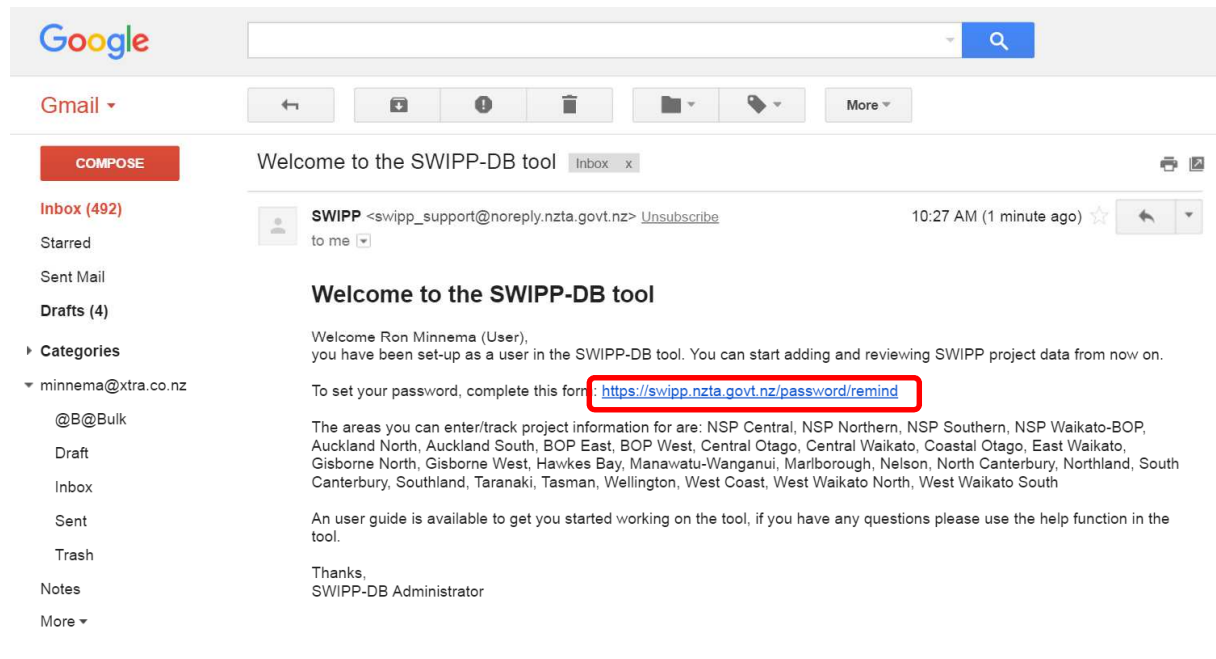 Google
Gmail
More
COMPOSE
Welcome to the SWIPP-DB tool Inbox x
Inbox (492)
Starred
Sent Mail
Drafts (4)
Categories
minnema@xtra.co.nz
@B@Bulk
Draft
Inbox
Sent
Trash
Notes
More
SWIPP <swipp_support@noreply.nzta.govt.nz> Unsubscribe 10:27 AM (1 minute ago)
to me
Welcome to the SWIPP-DB tool
Welcome Ron Minnema (User),
you have been set-up as a user in the SWIPP-DB tool. You can start adding and reviewing SWIPP project data from now on.
To set your password, complete this form: https://swipp.nzta.govt.nz/password/remind
The areas you can enter/track project information for are: NSP Central, NSP Northern, NSP Southern, NSP Waikato-BOP,
Auckland North, Auckland South, BOP East, BOP West, Central Otago, Central Waikato, Coastal Otago, East Waikato,
Gisborne North, Gisborne West, Hawkes Bay, Manawatu-Wanganui, Marlborough, Nelson, North Canterbury, Northland, South
Canterbury, Southland, Taranaki, Tasman, Wellington, West Coast, West Waikato North, West Waikato South
An user guide is available to get you started working on the tool, if you have any questions please use the help function in the
tool.
Thanks,
SWIPP-DB Administrator